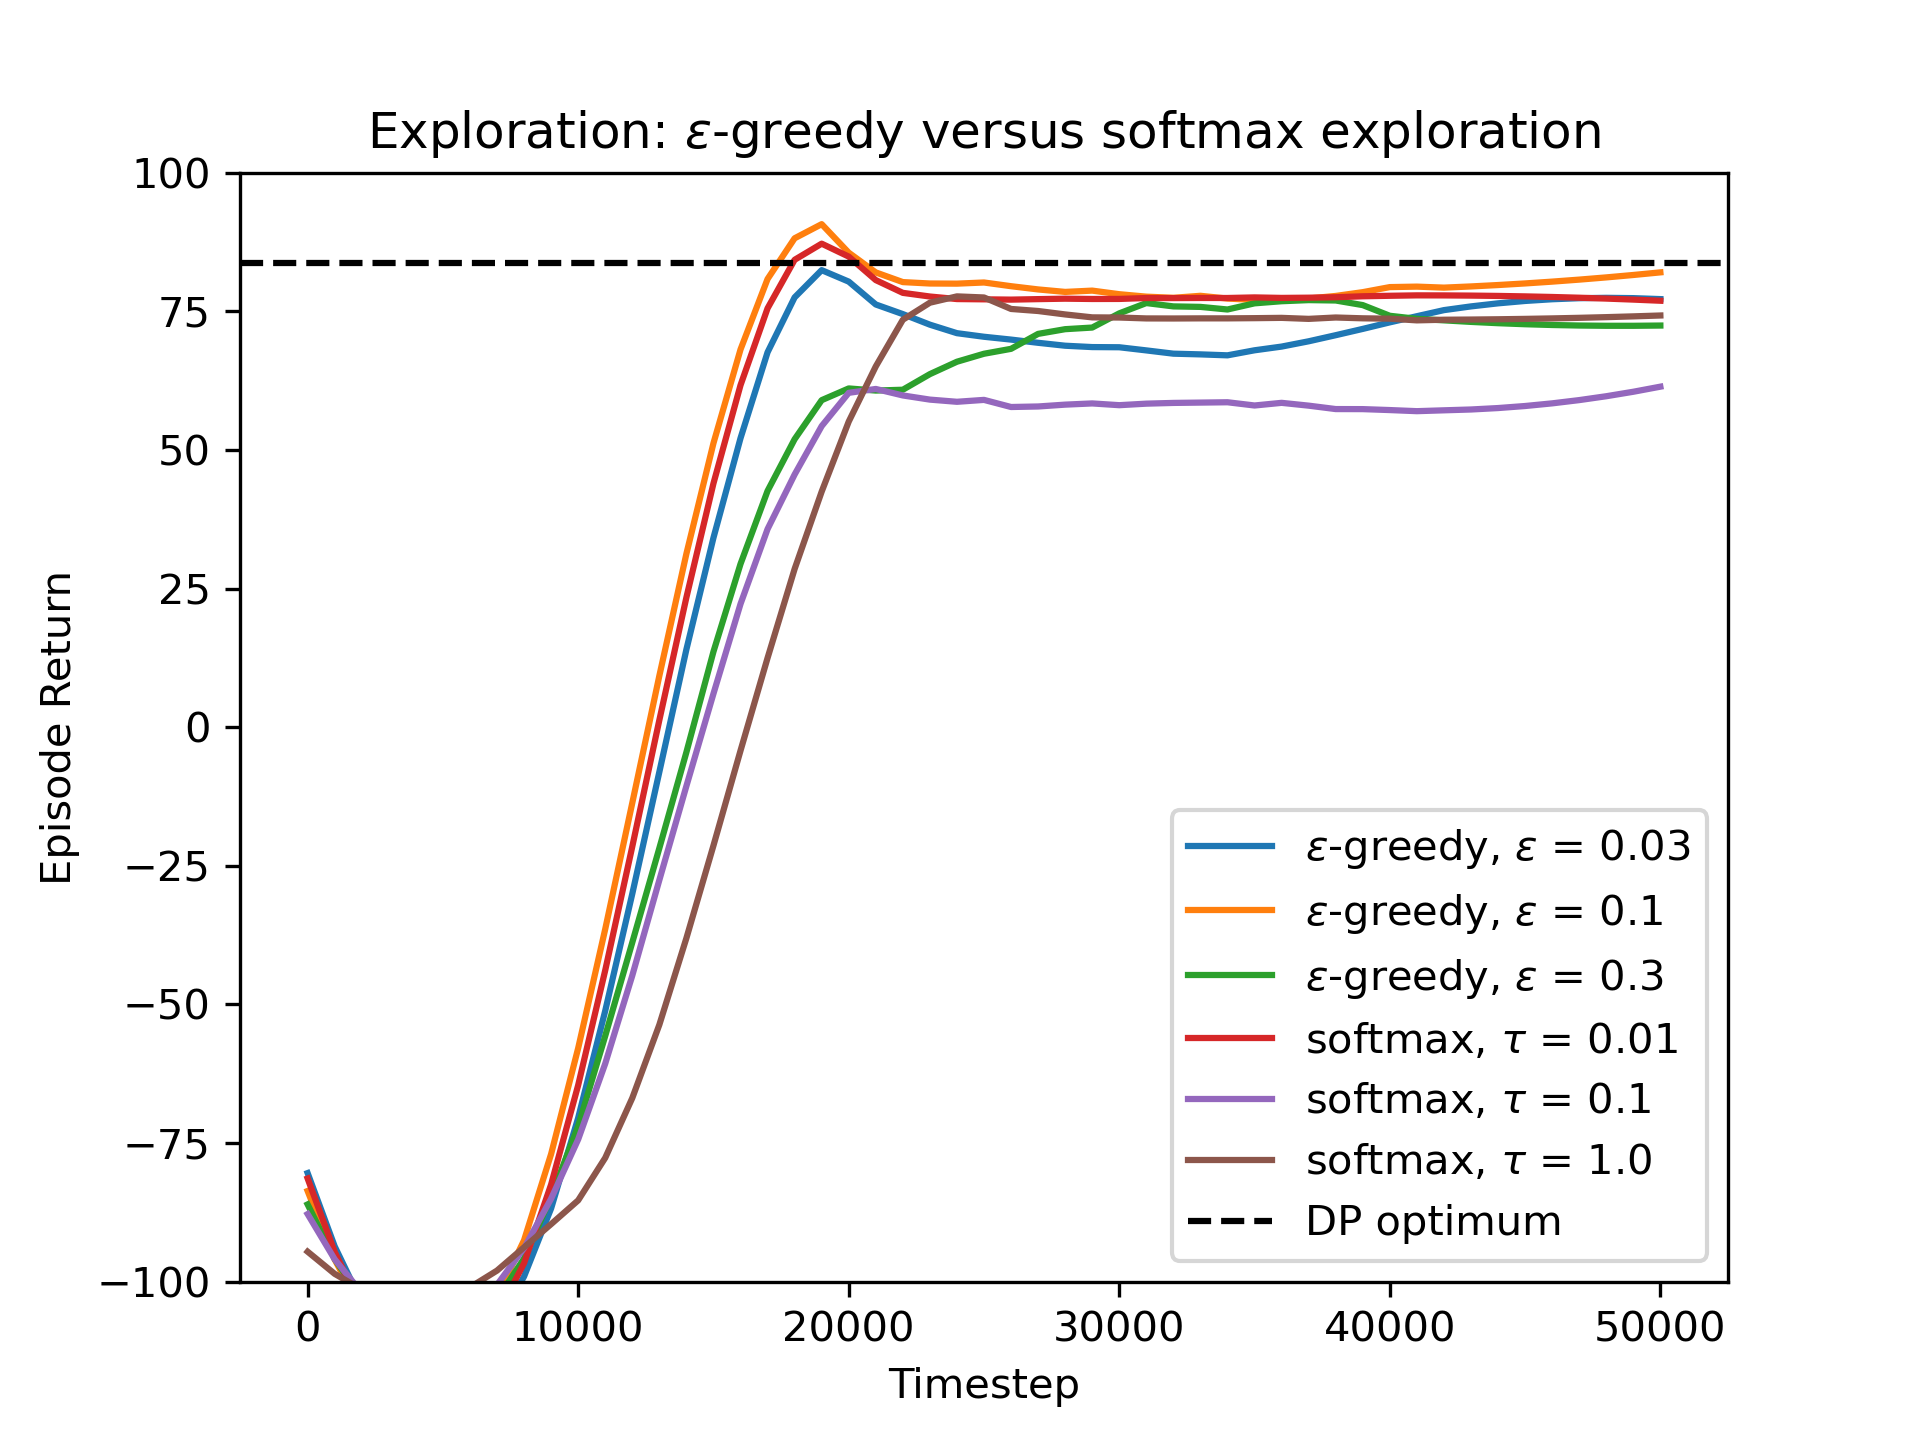 Exploration: ε-greedy versus softmax exploration
100
75
50
25
0
−25
−50
−75
−100
Episode Return
0 10000 20000 30000 40000 50000
Timestep
ε-greedy, ε = 0.03
ε-greedy, ε = 0.1
ε-greedy, ε = 0.3
softmax, τ = 0.01
softmax, τ = 0.1
softmax, τ = 1.0
DP optimum